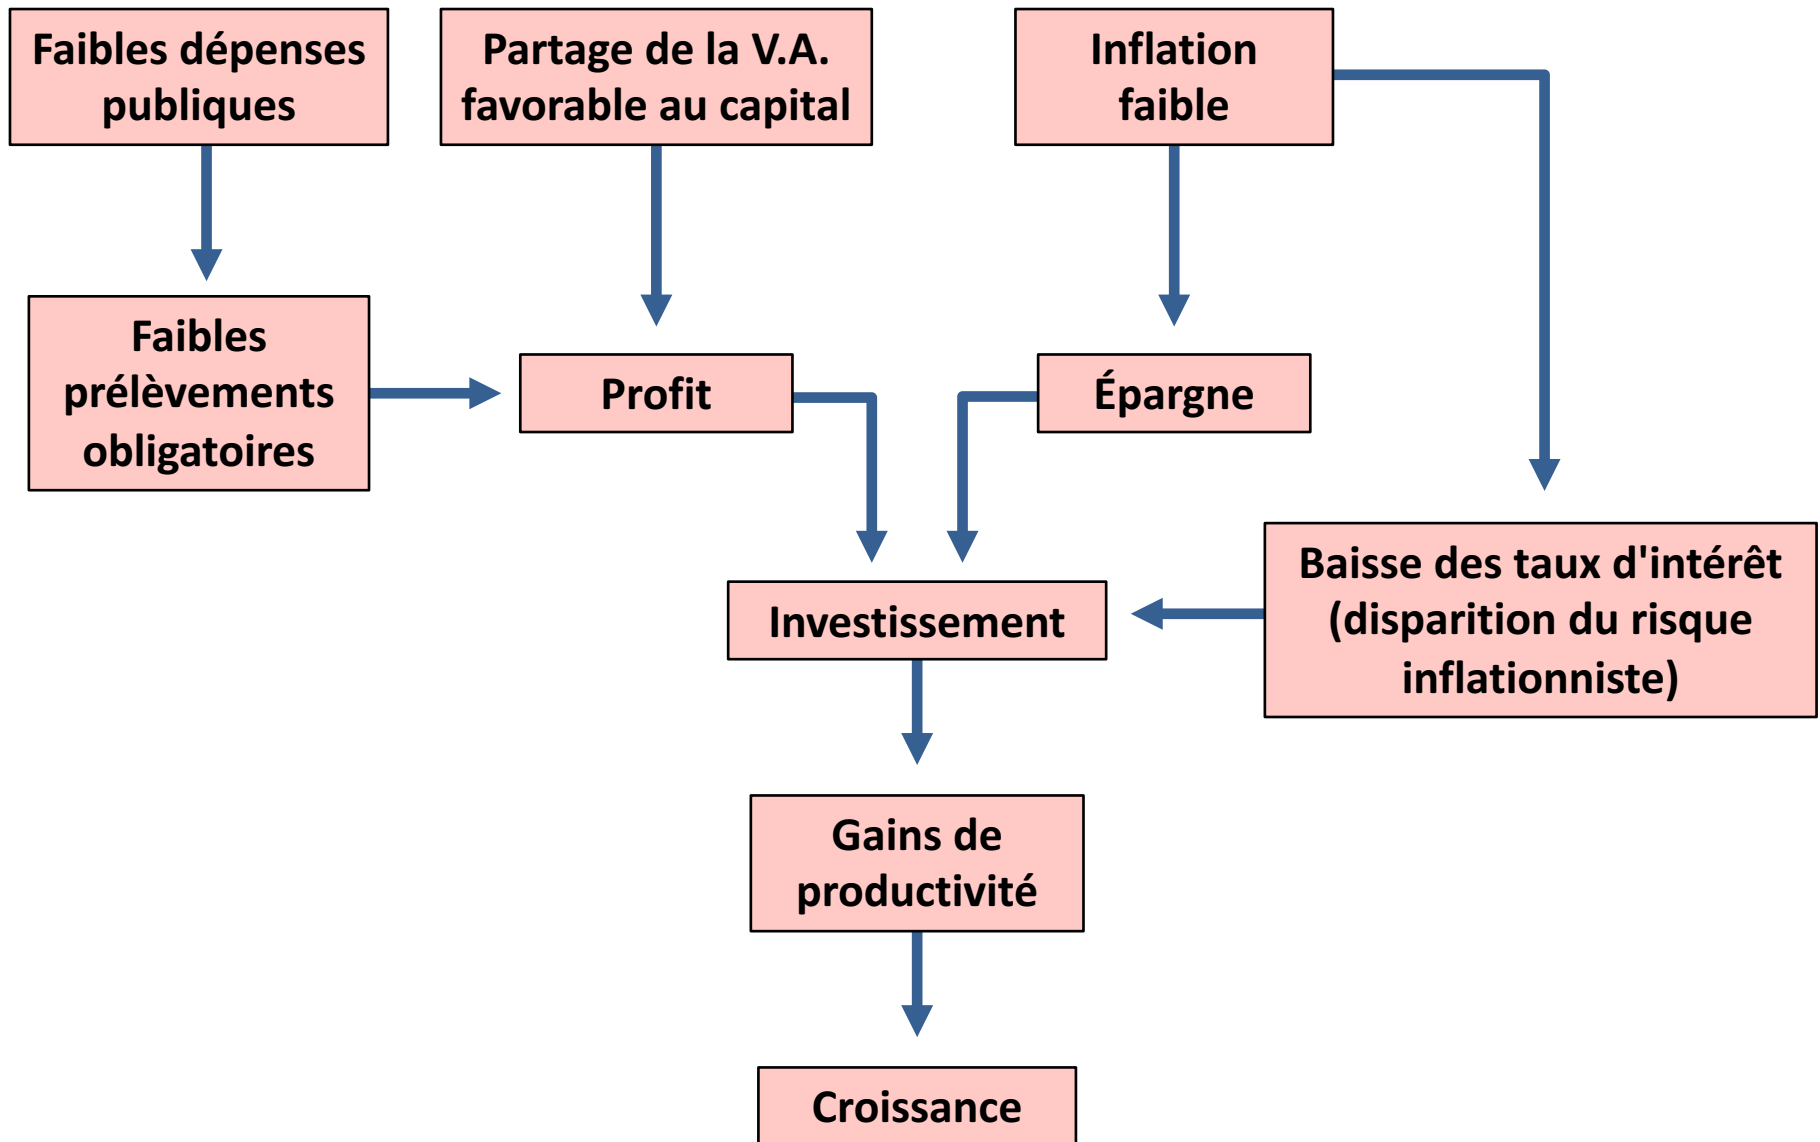 Faibles dépenses
publiques
Partage de la V.A.
favorable au capital
Inflation
faible
Faibles
prélèvements
obligatoires
Profit
Épargne
Investissement
Baisse des taux d'intérêt
(disparition du risque
inflationniste)
Gains de
productivité
Croissance